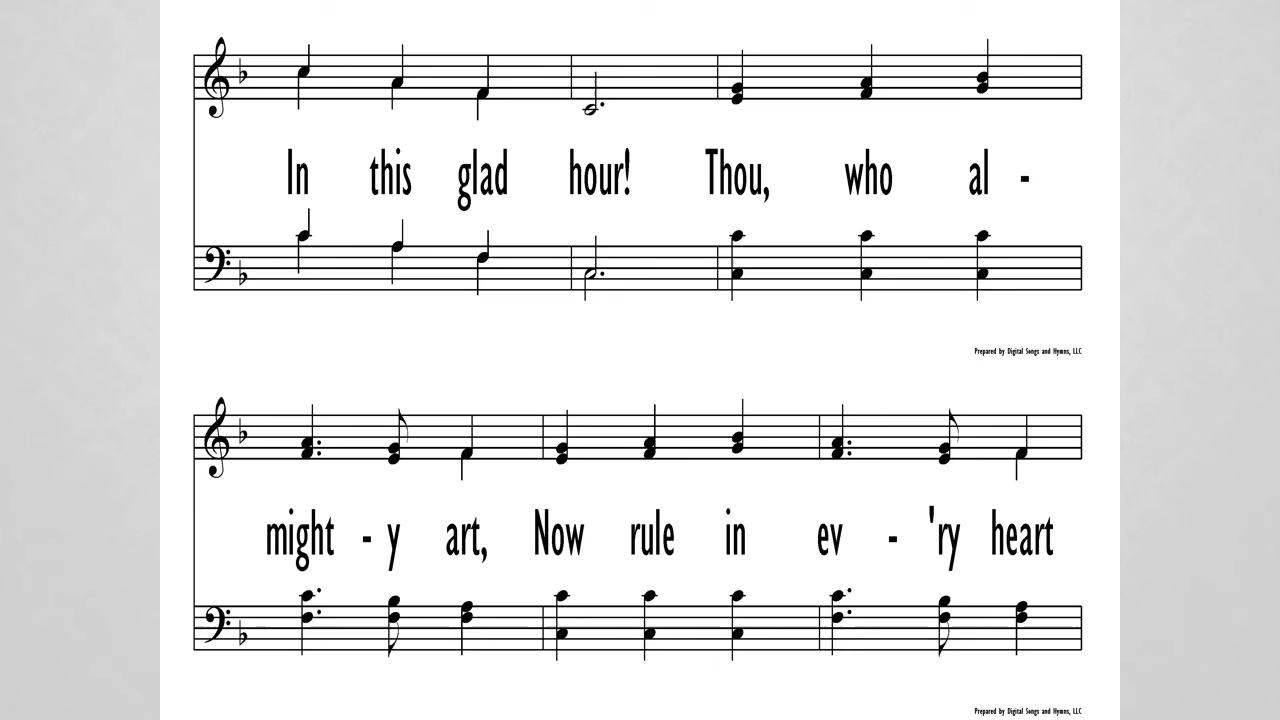 In this glad hour! Thou, who al -
Prepared by Digital Songs and Hymns, LLC
might - y art, Now rule in ev - 'ry heart
Prepared by Digital Songs and Hymns, LLC